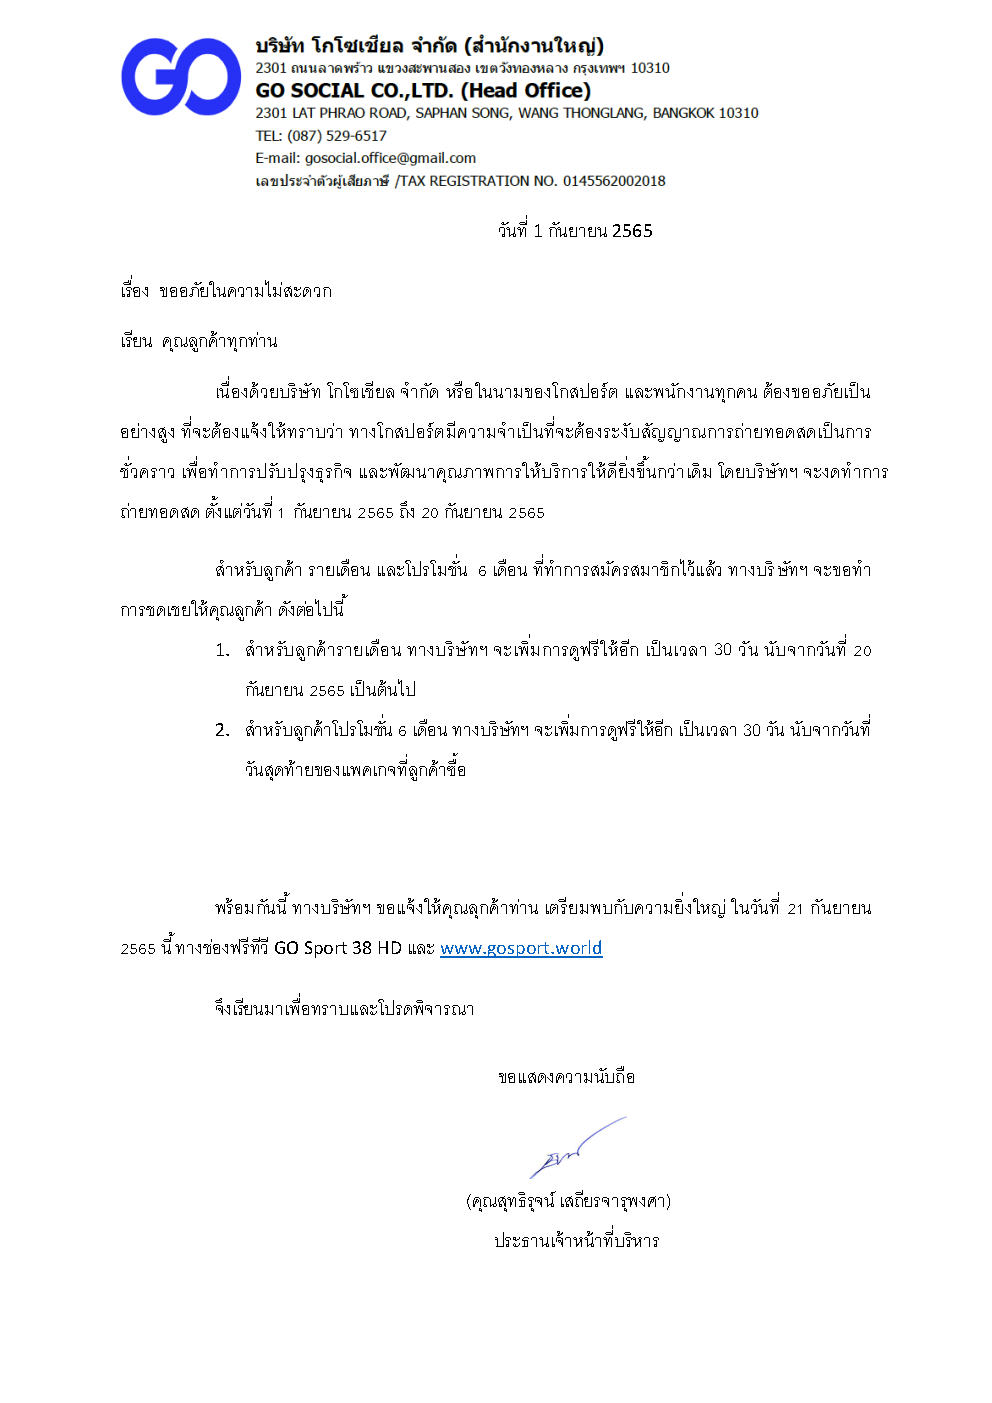 GO
บริษัท โกโซเชียล จำกัด (สำนักงานใหญ่)
2301 ถนนลาดพร้าว แขวงสะพานสอง เขตวังทองหลาง กรุงเทพฯ 10310
GO SOCIAL CO.,LTD. (Head Office)
2301 LAT PHRAO ROAD, SAPHAN SONG, WANG THONGLANG, BANGKOK 10310
TEL: (087) 529-6517
E-mail: gosocial.office@gmail.com
เลขประจำตัวผู้เสียภาษี /TAX REGISTRATION NO. 0145562002018
วันที่ 1 กันยายน 2565
เรื่อง ขออภัยในความไม่สะดวก
เรียน คุณลูกค้าทุกท่าน
เนื่องด้วยบริษัท โกโซเชียล จำกัด หรือในนามของโกสปอร์ต และพนักงานทุกคน ต้องขออภัยเป็น
อย่างสูง ที่จะต้องแจ้งให้ทราบว่า ทางโกสปอร์ตมีความจำเป็นที่จะต้องระงับสัญญาณการถ่ายทอดสดเป็นการ
ชั่วคราว เพื่อทำการปรับปรุงธุรกิจ และพัฒนาคุณภาพการให้บริการให้ดียิ่งขึ้นกว่าเดิม โดยบริษัทฯ จะงดทำการ
ถ่ายทอดสด ตั้งแต่วันที่ 1 กันยายน 2565 ถึง 20 กันยายน 2565
สำหรับลูกค้า รายเดือน และโปรโมชั่น 6 เดือน ที่ทำการสมัครสมาชิกไว้แล้ว ทางบริษัทฯ จะขอทำ
การชดเชยให้คุณลูกค้า ดังต่อไปนี้
1. สำหรับลูกค้ารายเดือน ทางบริษัทฯ จะเพิ่มการดูฟรีให้อีก เป็นเวลา 30 วัน นับจากวันที่ 20
กันยายน 2565 เป็นต้นไป
2. สำหรับลูกค้าโปรโมชั่น 6 เดือน ทางบริษัทฯ จะเพิ่มการดูฟรีให้อีก เป็นเวลา 30 วัน นับจากวันที่
วันสุดท้ายของแพคเกจที่ลูกค้าซื้อ
พร้อมกันนี้ ทางบริษัทฯ ขอแจ้งให้คุณลุกค้าท่าน เตรียมพบกับความยิ่งใหญ่ ในวันที่ 21 กันยายน
2565 นี้ ทางช่องฟรีทีวี GO Sport 38 HD และ www.gosport.world
จึงเรียนมาเพื่อทราบและโปรดพิจารณา
ขอแสดงความนับถือ
(คุณสุทธิรุจน์ เสถียรจารุพงศา)
ประธานเจ้าหน้าที่บริหาร